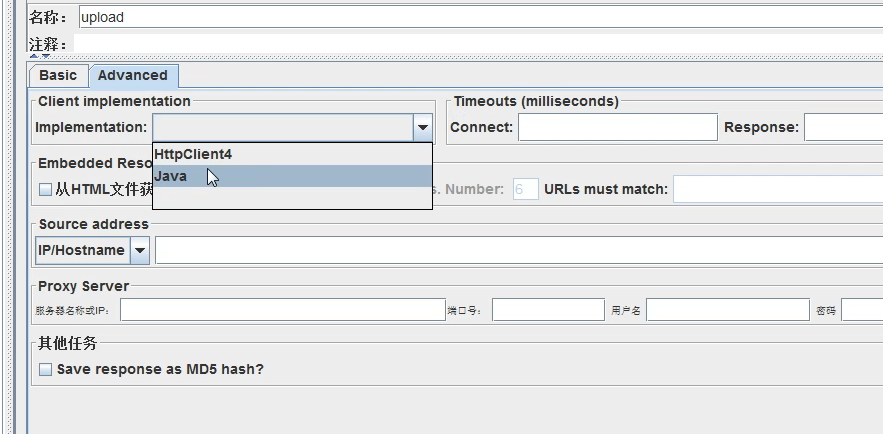 名称： upload
注释：
Basic Advanced
Client implementation Timeouts (milliseconds)
Implementation: Connect: Response:
HttpClient4
Embedded Reso
Java
从HTML文件获 s. Number: 6 URLs must match:
Source address
IP/Hostname
Proxy Server
服务器名称或IP： 端口号： 用户名 密码
其他任务
Save response as MD5 hash?